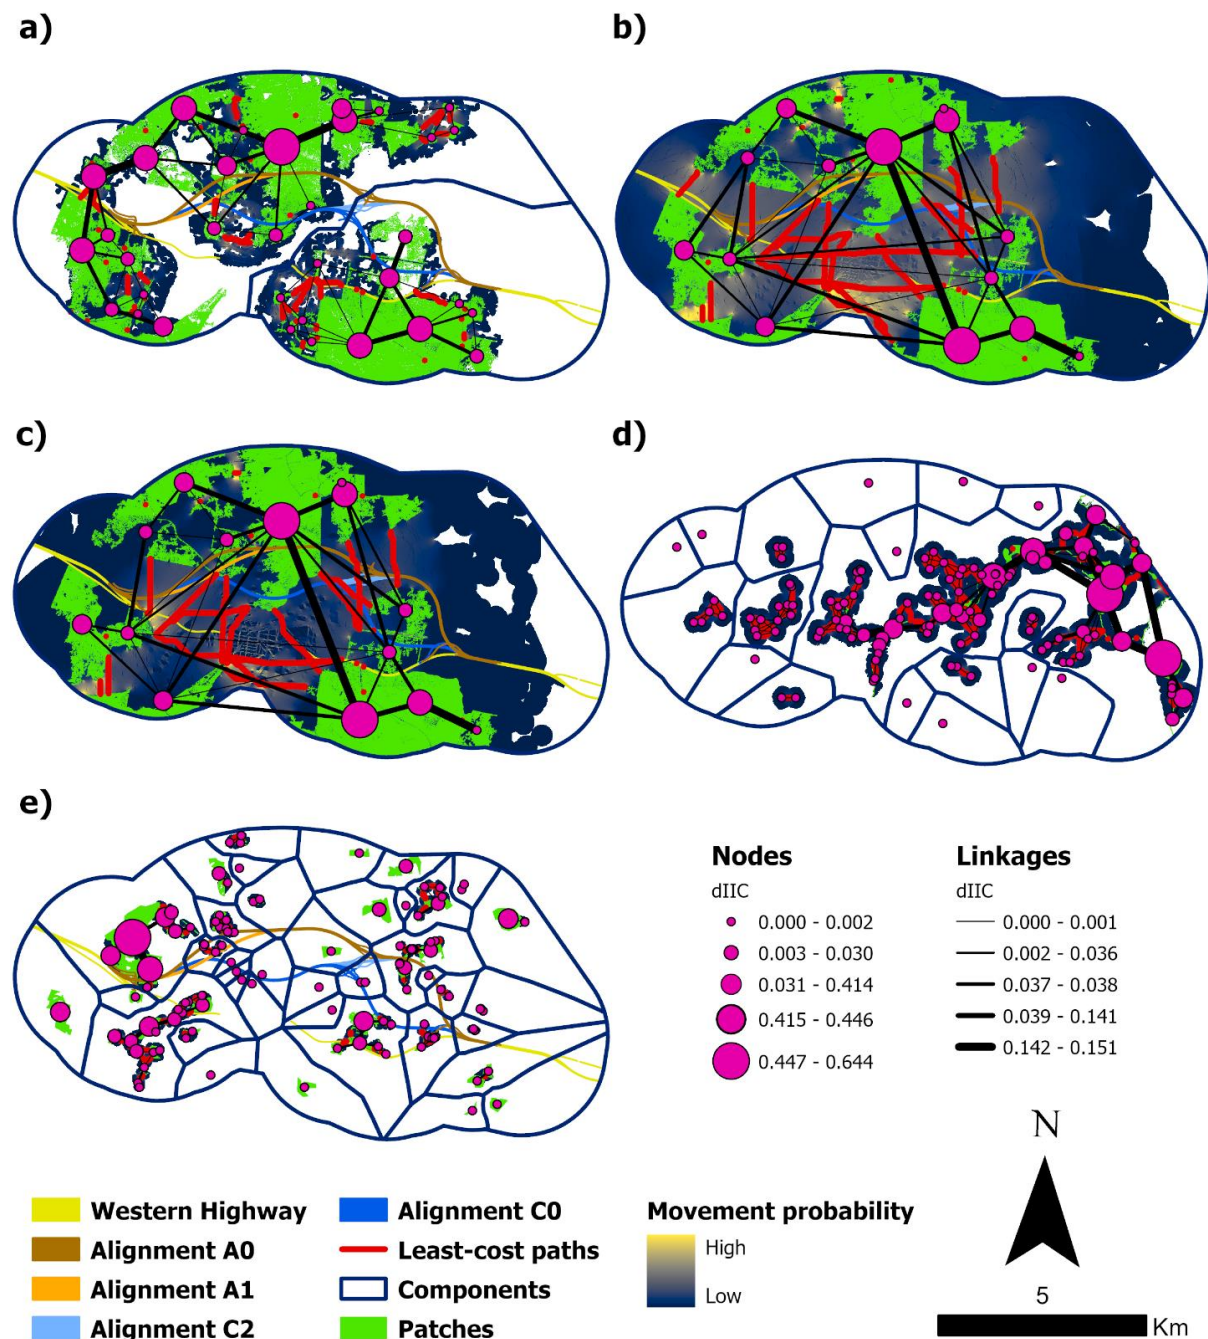 a)
b)
c)
d)
e)
Nodes
dIIC
0.000 - 0.002
0.003 - 0.030
0.031 - 0.414
0.415 - 0.446
0.447 - 0.644
Linkages
dIIC
0.000 - 0.001
0.002 - 0.036
0.037 - 0.038
0.039 - 0.141
0.142 - 0.151
N
Western Highway
Alignment A0
Alignment A1
Alignment C2
Alignment C0
Least-cost paths
Components
Patches
Movement probability
High
Low
5
Km